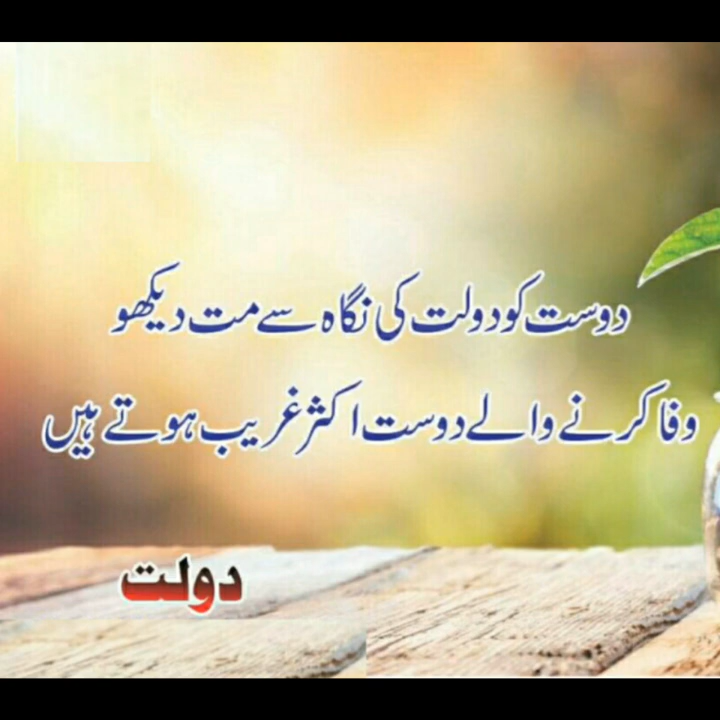 دوست کو دولت کی نگاہ سے مت دیکھو
وفا کرنے والے دوست اکثر غریب ہوتے ہیں
دولت